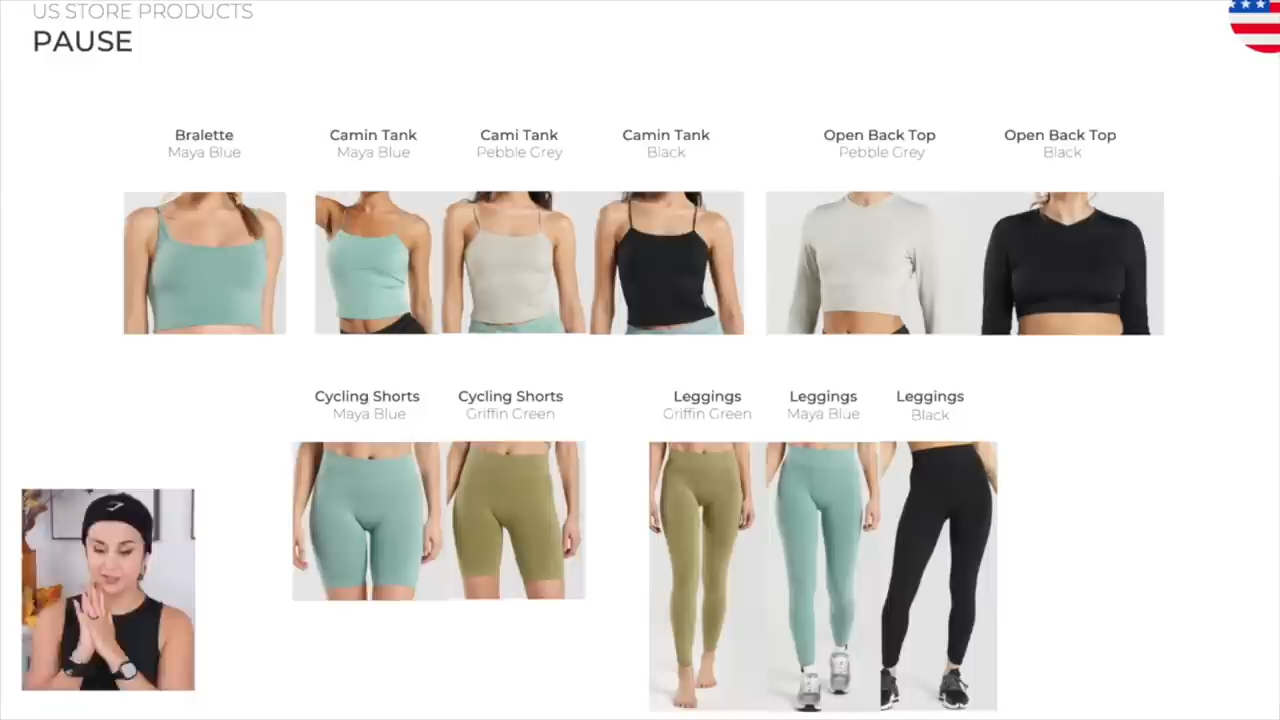 US STORE PRODUCTS
PAUSE
Bralette
Maya Blue
Camin Tank
Maya Blue
Cami Tank
Pebble Grey
Camin Tank
Black
Open Back Top
Pebble Grey
Open Back Top
Black
Cycling Shorts
Maya Blue
Cycling Shorts
Griffin Green
Leggings
Griffin Green
Leggings
Maya Blue
Leggings
Black